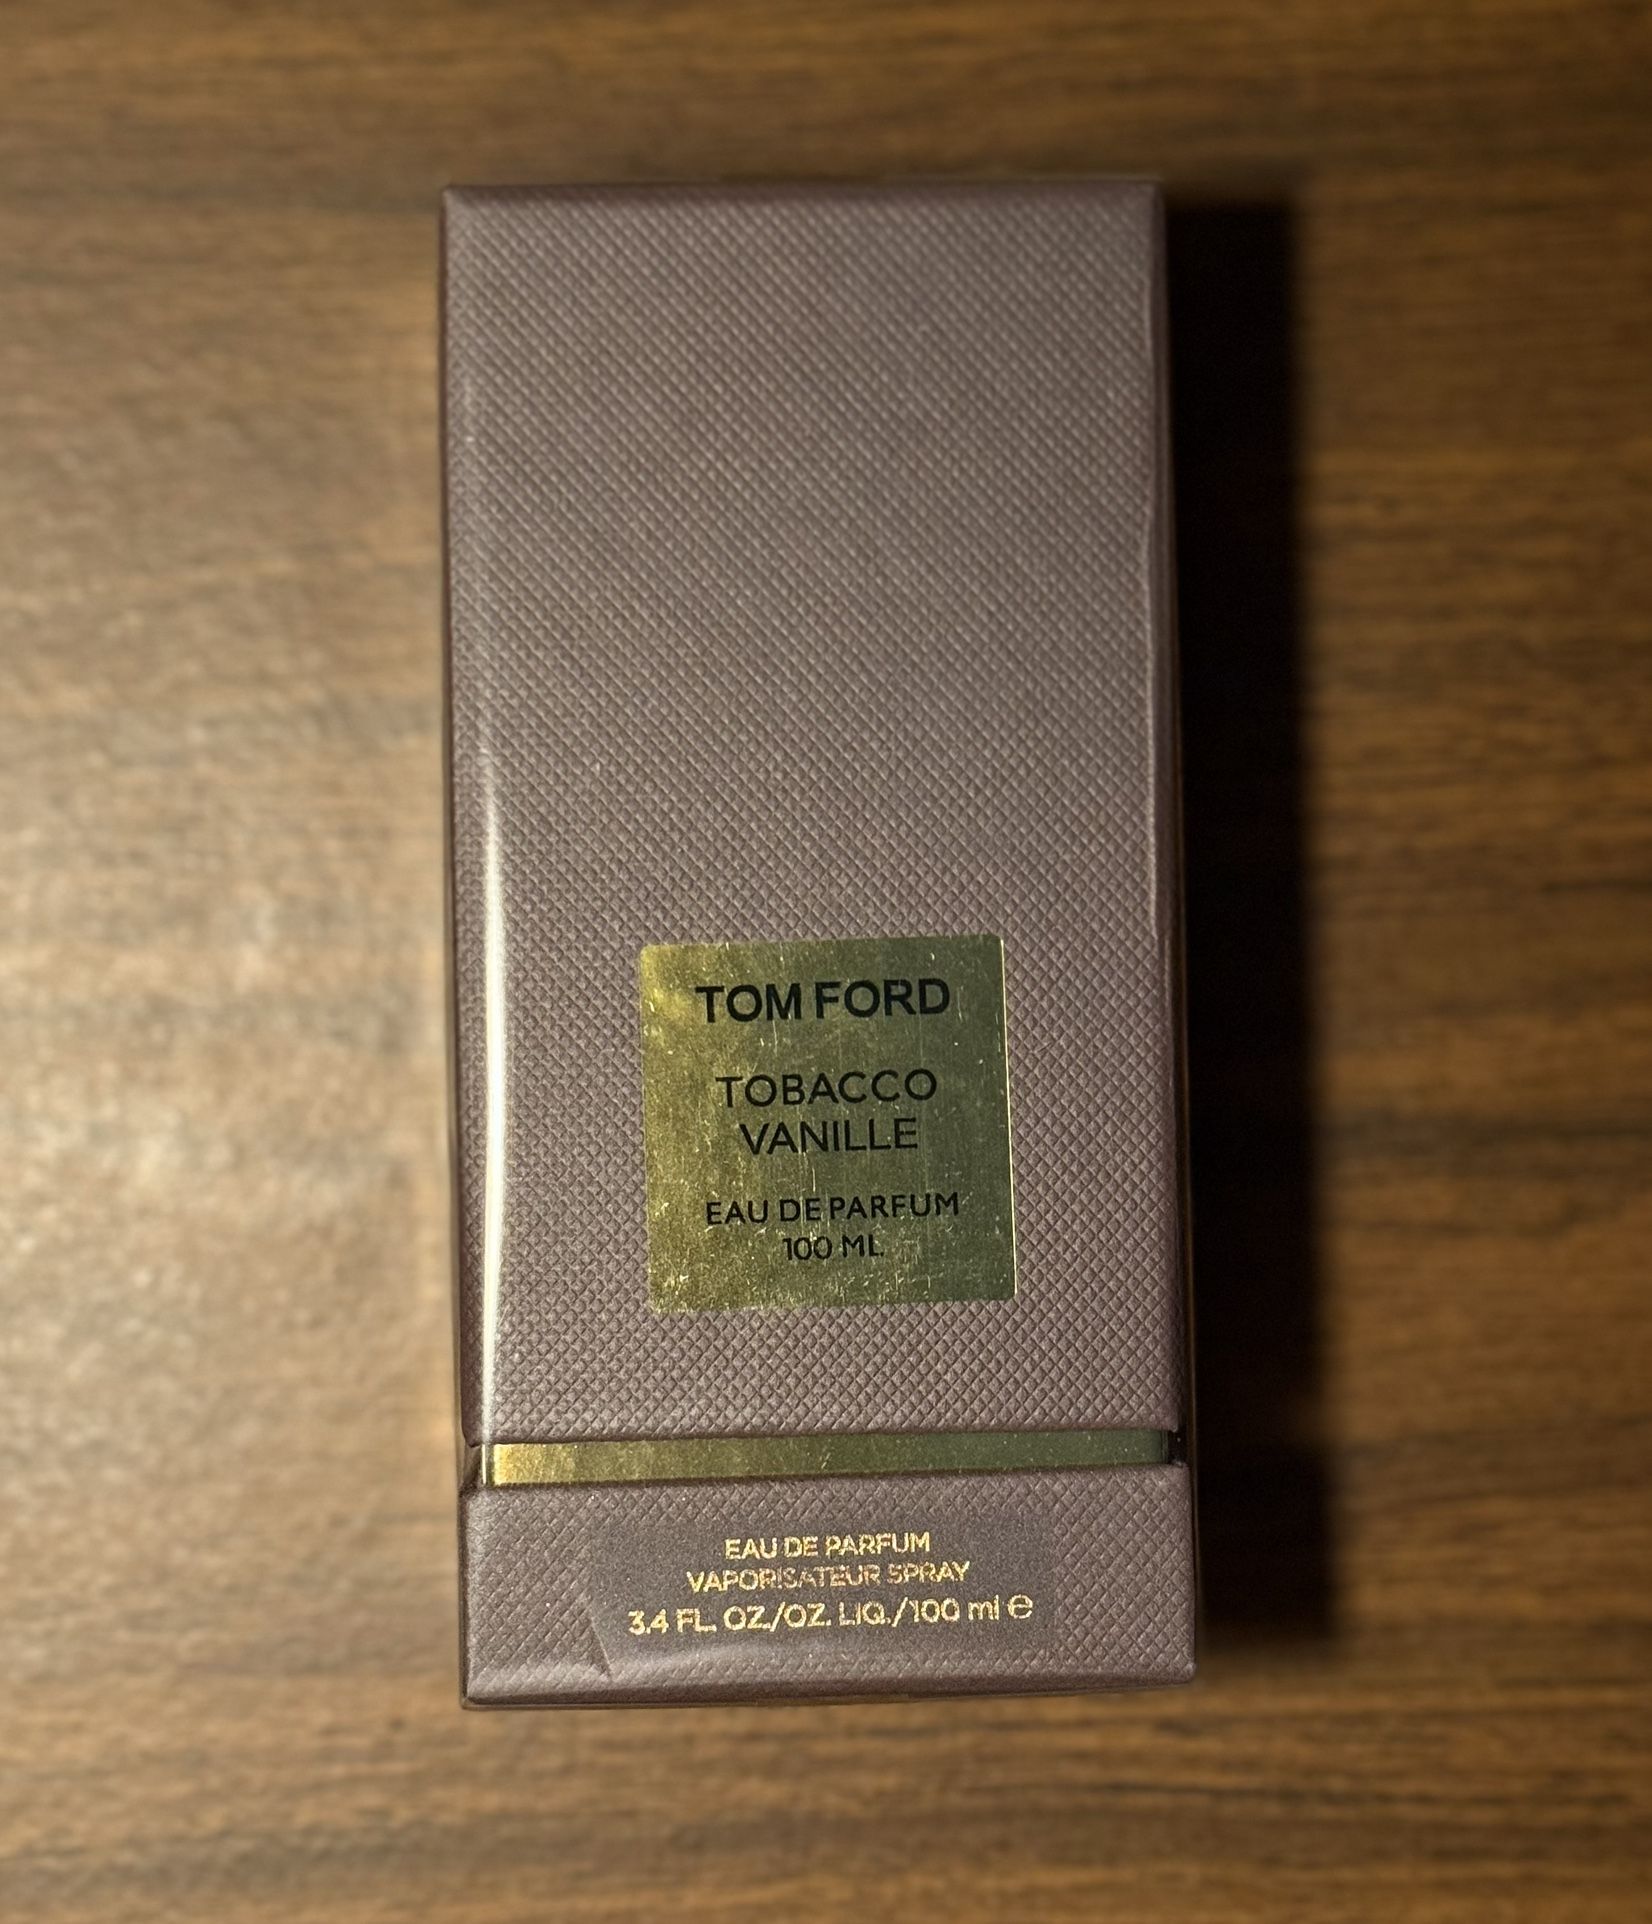 TOM FORD
TOBACCO
VANILLE
EAU DE PARFUM
100 ML
EAU DE PARFUM
VAPORISATEUR SPRAY
3.4 FL. OZ./OZ. LIQ./100 ml ℮